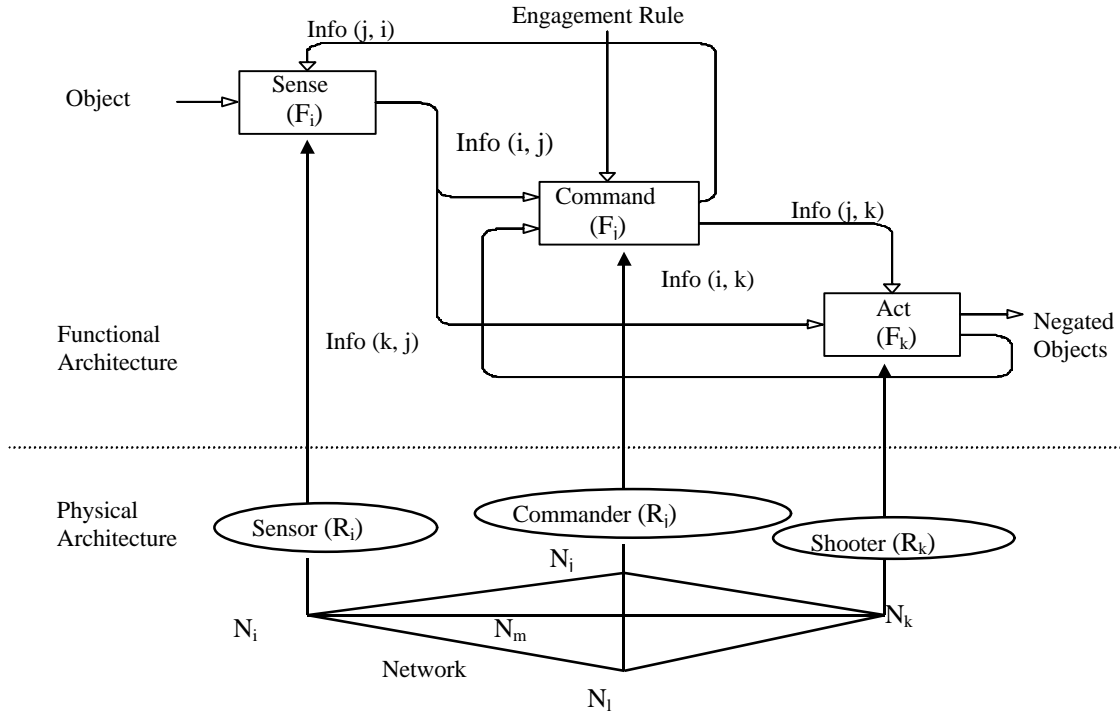 Engagement Rule
Info (j, i)
Sense
(Fi)
Object
Info (i, j)
Command
(Fj)
Info (j, k)
Info (i, k)
Act
(Fk)
Negated
Objects
Functional
Architecture
Info (k, j)
Physical
Architecture
Sensor (Ri)
Commander (Rj)
Shooter (Rk)
Nj
Ni
Nm
Nk
Network
Nl